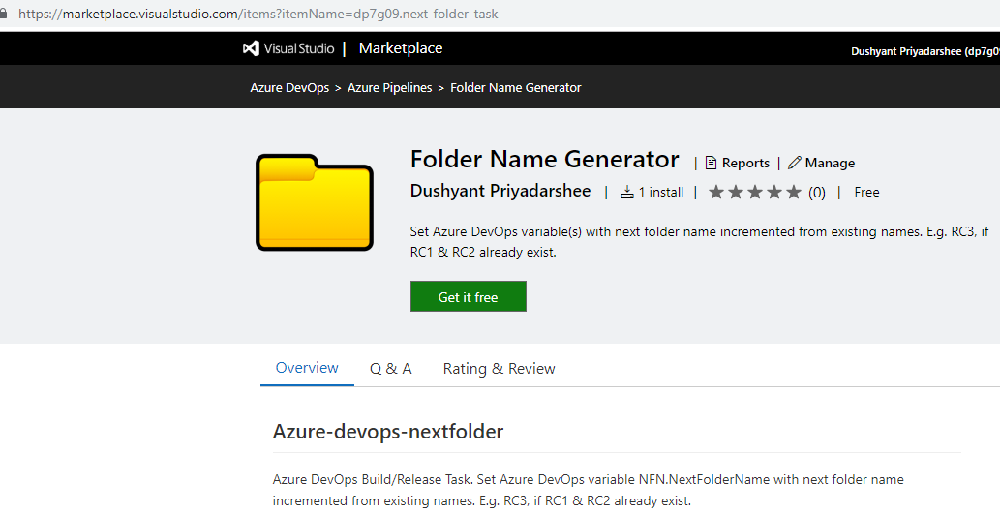 https://marketplace.visualstudio.com/items?itemName=dp7g09.next-folder-task
Visual Studio | Marketplace
Dushyant Priyadarshee (dp7g09
Azure DevOps > Azure Pipelines > Folder Name Generator
Folder Name Generator | Reports | Manage
Dushyant Priyadarshee | 1 install | (0) | Free
Set Azure DevOps variable(s) with next folder name incremented from existing names. E.g. RC3, if
RC1 & RC2 already exist.
Get it free
Overview Q & A Rating & Review
Azure-devops-nextfolder
Azure DevOps Build/Release Task. Set Azure DevOps variable NFN.NextFolderName with next folder name
incremented from existing names. E.g. RC3, if RC1 & RC2 already exist.